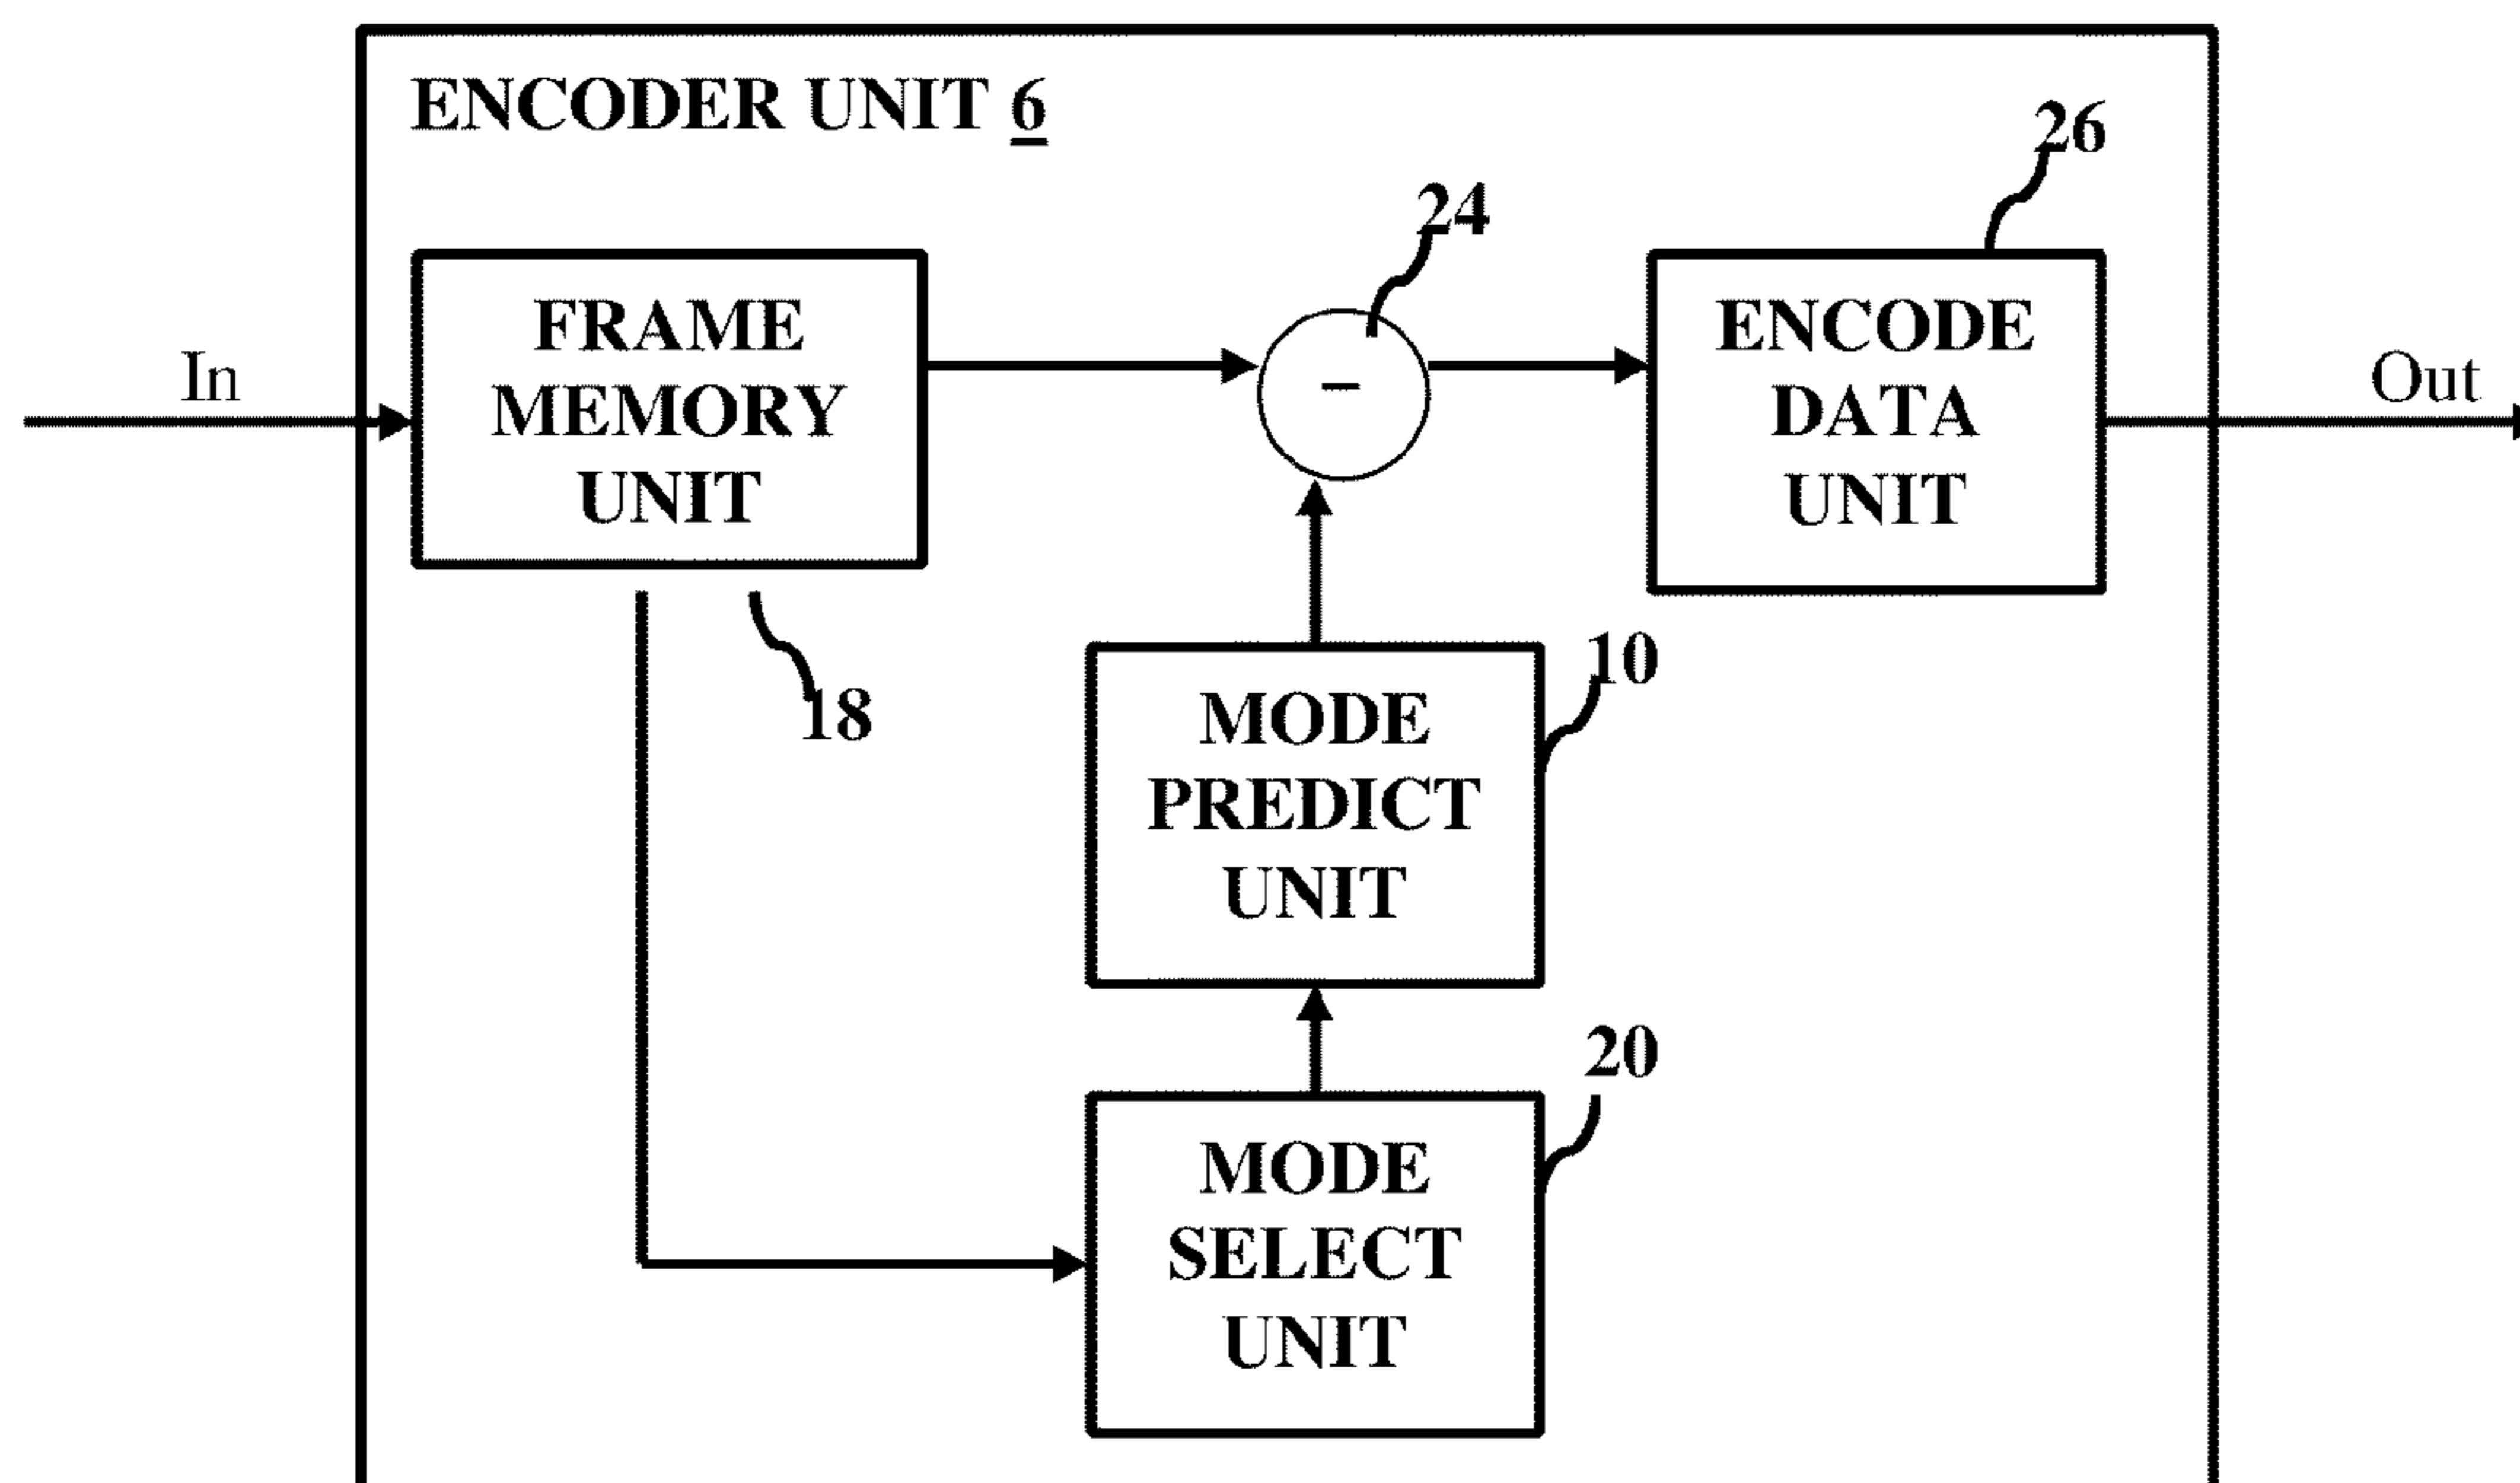 ENCODER UNIT 6
26
24
In
FRAME
MEMORY
UNIT
-
ENCODE
DATA
UNIT
Out
18
10
MODE
PREDICT
UNIT
20
MODE
SELECT
UNIT